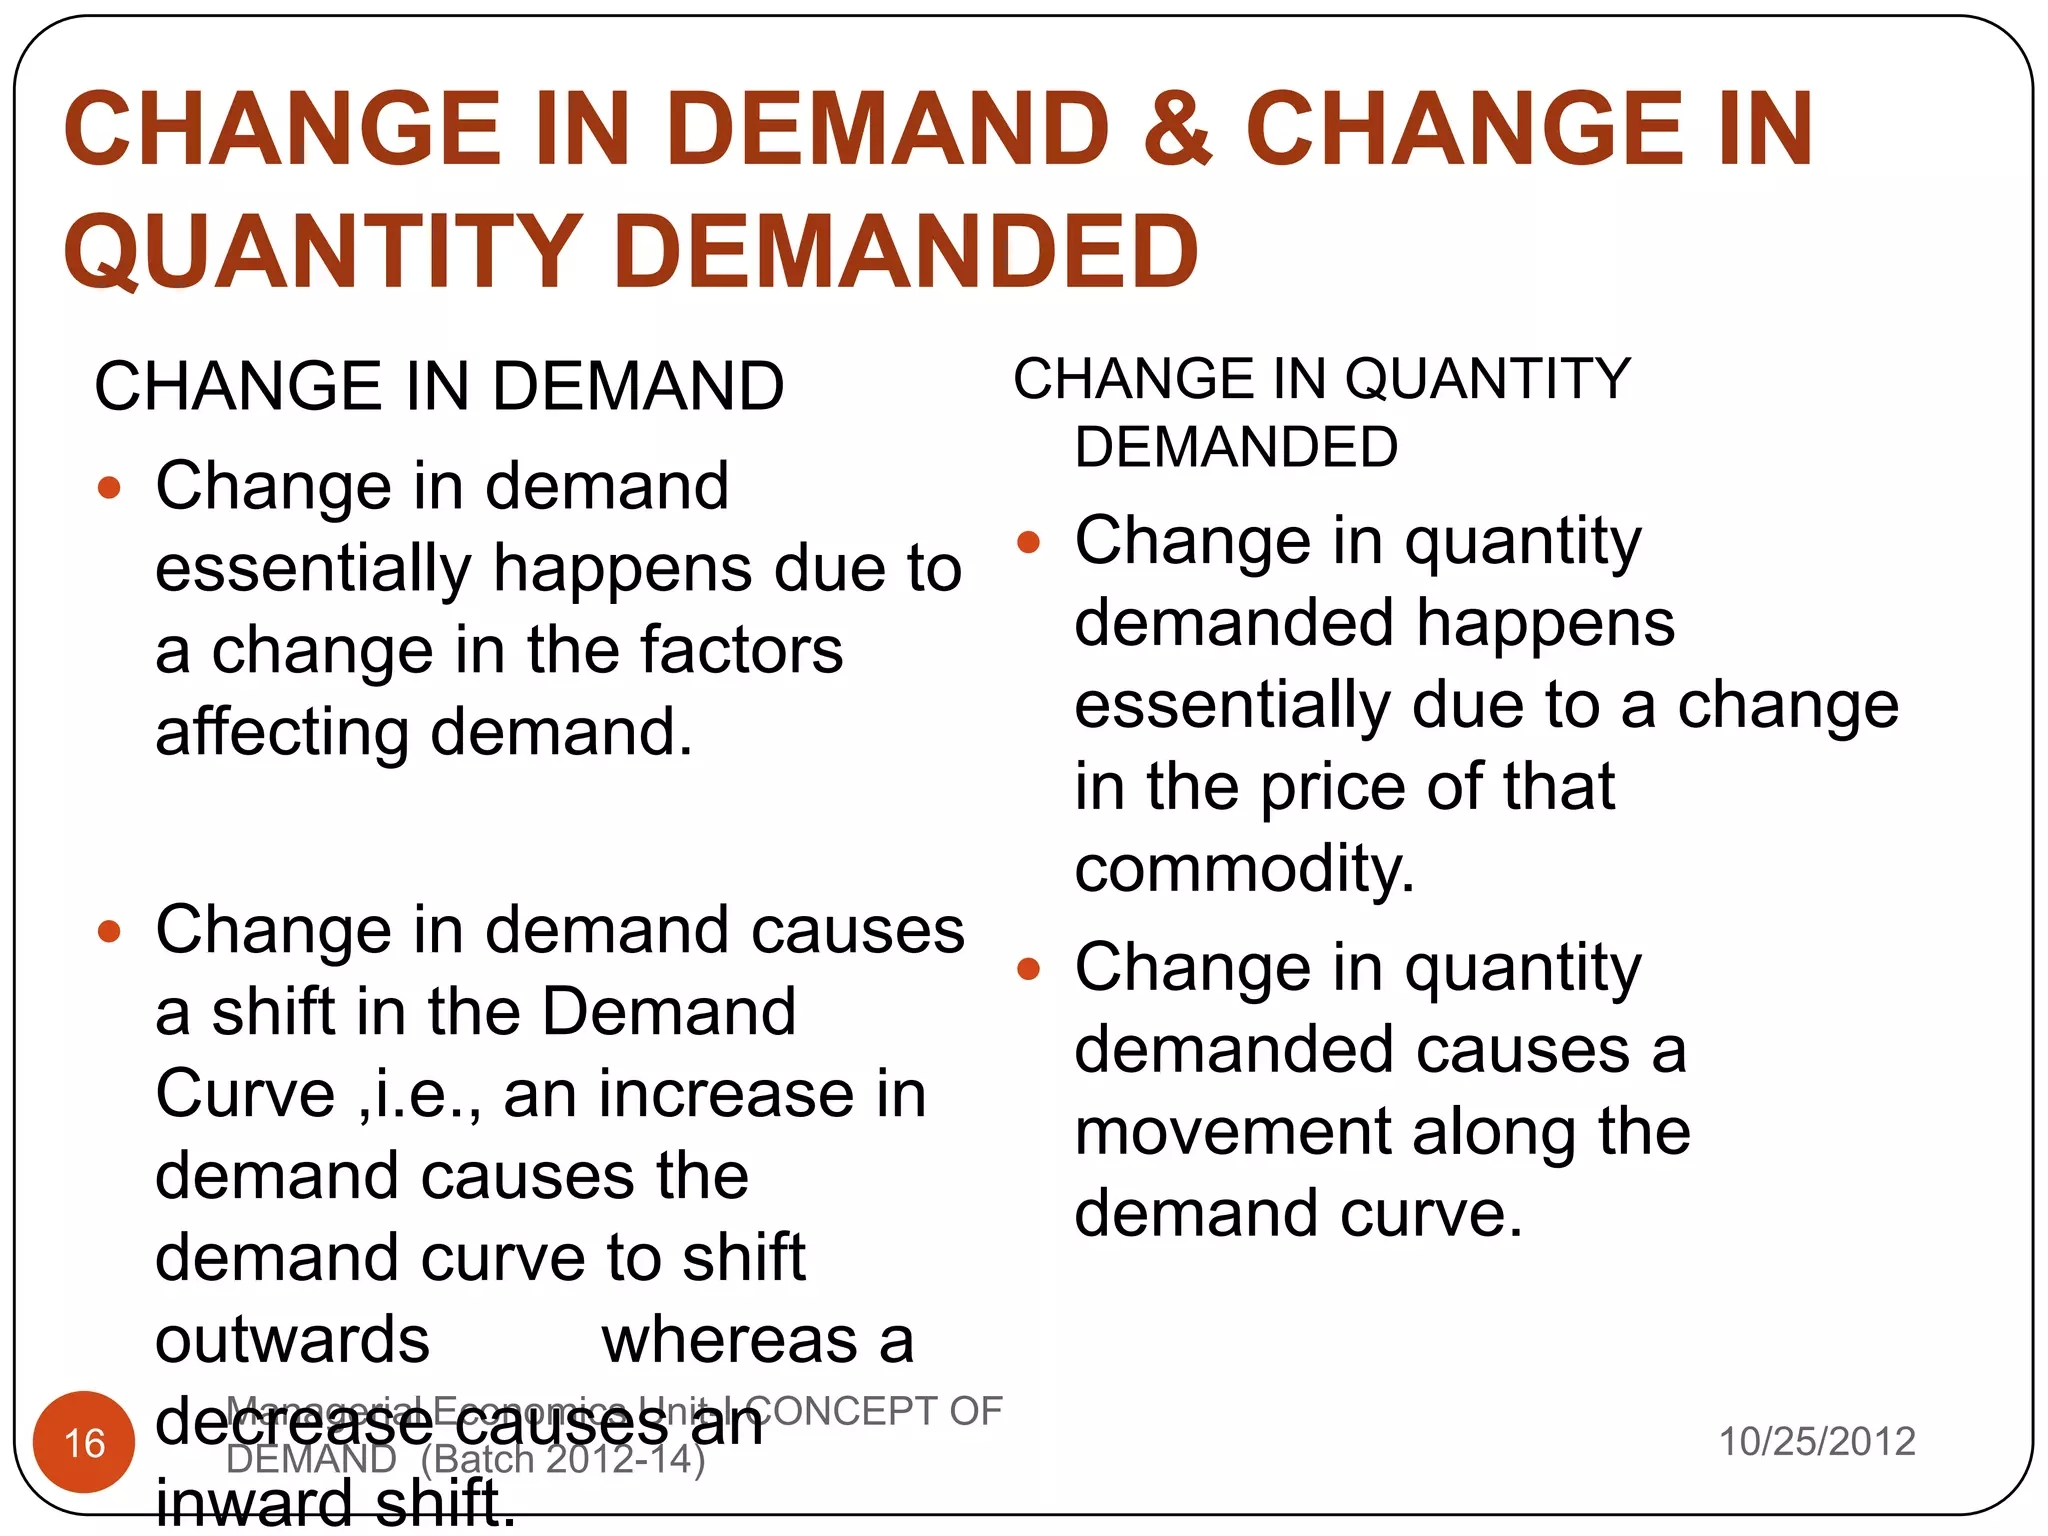 CHANGE IN DEMAND & CHANGE IN
QUANTITY DEMANDED
CHANGE IN DEMAND
• Change in demand
essentially happens due to
a change in the factors
affecting demand.
• Change in demand causes
a shift in the Demand
Curve ,i.e., an increase in
demand causes the
demand curve to shift
outwards whereas a
decrease causes an
inward shift.
CHANGE IN QUANTITY
DEMANDED
• Change in quantity
demanded happens
essentially due to a change
in the price of that
commodity.
• Change in quantity
demanded causes a
movement along the
demand curve.
16
Managerial Economics Unit-I CONCEPT OF
DEMAND (Batch 2012-14)
10/25/2012